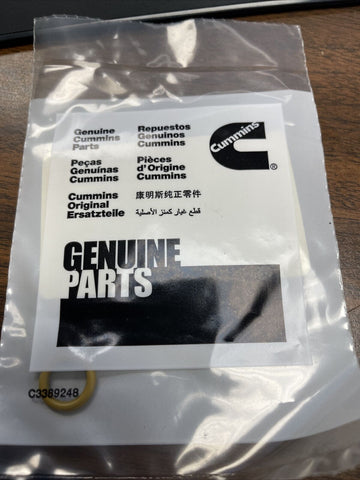 Genuine
Cummins
Parts
Repuestos
Genuinos
Cummins
Cummins
®
Peças
Genuínas
Cummins
Pièces
d'Origine
Cummins
Cummins
Original
Ersatzteile
康明斯纯正零件
قطع غيار كمنز الأصلية
GENUINE
PARTS
C3389248